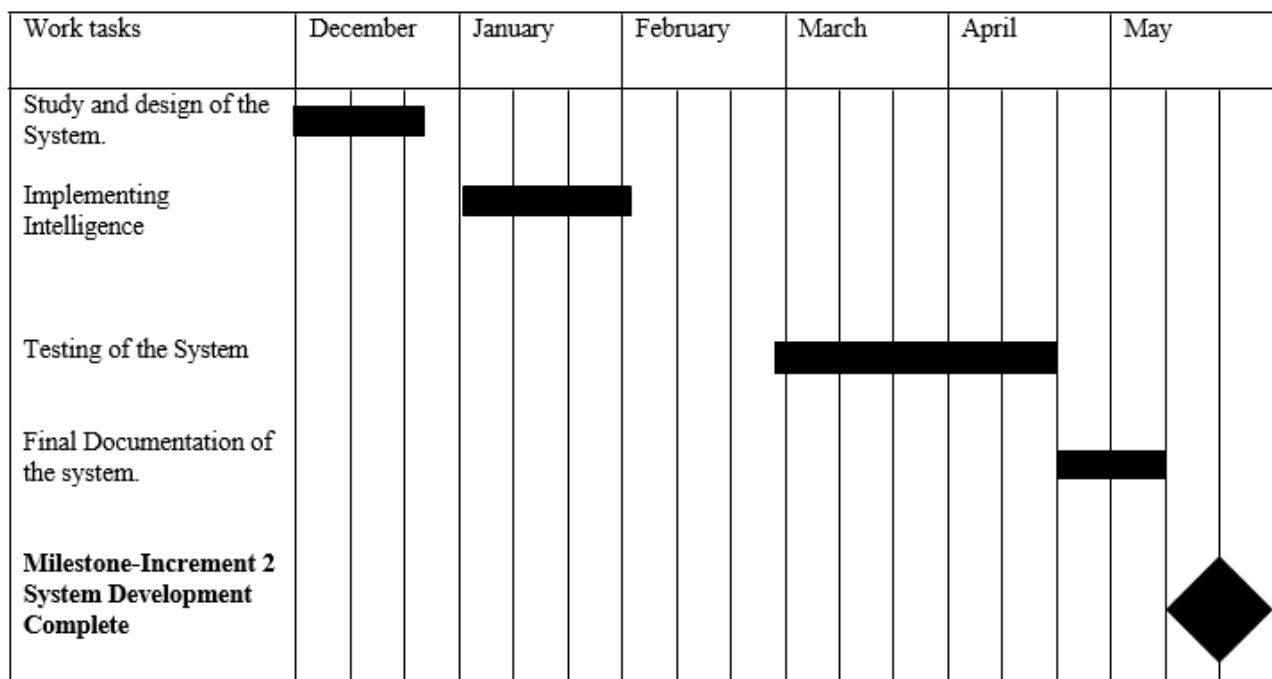 Work tasks December January February March April May
Study and design of the
System.
Implementing
Intelligence
Testing of the System
Final Documentation of
the system.
Milestone-Increment 2
System Development
Complete